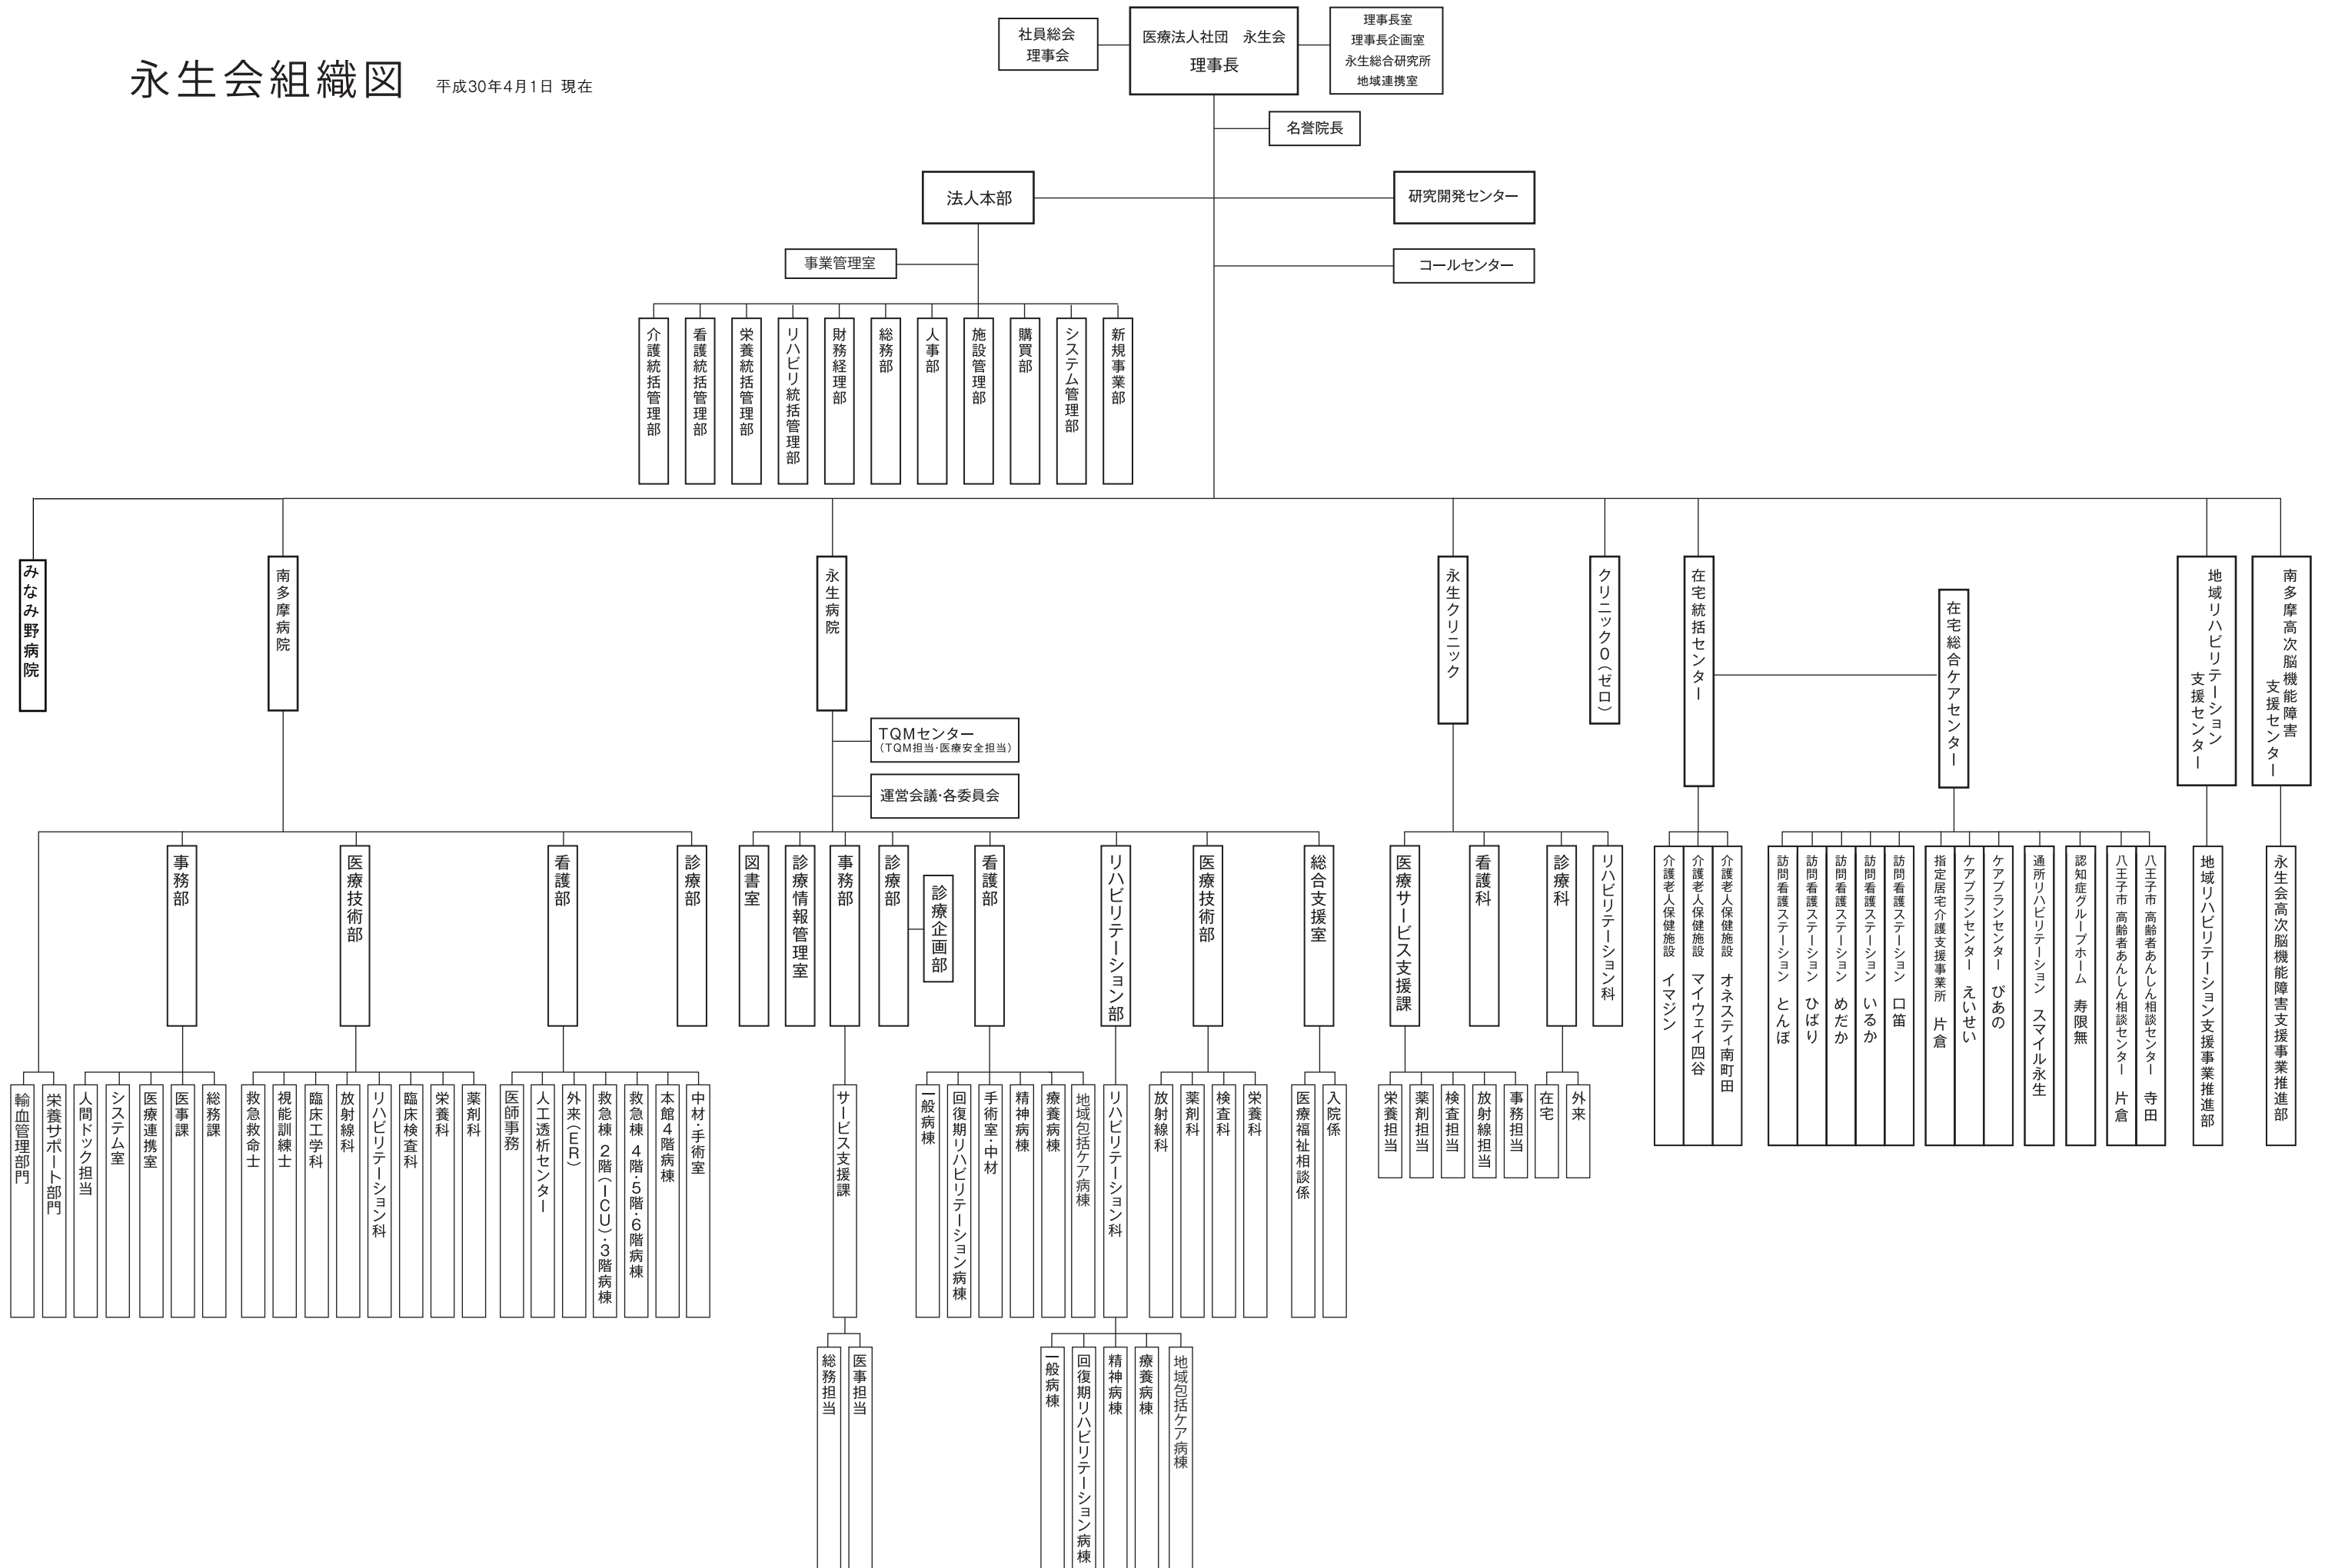 永生会組織図
平成30年4月1日 現在
社員総会
理事会
医療法人社団 永生会
理事長
理事長室
理事長企画室
永生総合研究所
地域連携室
名誉院長
法人本部
研究開発センター
事業管理室
コールセンター
介護統括管理部
看護統括管理部
栄養統括管理部
リハビリ統括管理部
財務経理部
総務部
人事部
施設管理部
購買部
システム管理部
新規事業部
みなみ野病院
南多摩病院
永生病院
永生クリニック
クリニック0(ゼロ)
在宅統括センター
在宅総合ケアセンター
地域リハビリテーション
支援センター
南多摩高次脳機能障害
支援センター
TQMセンター
(TQM担当・医療安全担当)
運営会議・各委員会
事務部
医療技術部
看護部
診療部
図書室
診療情報管理室
事務部
診療部
診療企画部
看護部
リハビリテーション部
医療技術部
総合支援室
医療サービス支援課
看護科
診療科
リハビリテーション科
介護老人保健施設 イマジン
介護老人保健施設 マイウェイ四谷
介護老人保健施設 オネスティ南町田
訪問看護ステーション とんぼ
訪問看護ステーション ひばり
訪問看護ステーション めだか
訪問看護ステーション いるか
訪問看護ステーション 口笛
指定居宅介護支援事業所 片倉
ケアプランセンター えいせい
ケアプランセンター ぴあの
通所リハビリテーション スマイル永生
認知症グループホーム 寿限無
八王子市 高齢者あんしん相談センター 片倉
八王子市 高齢者あんしん相談センター 寺田
地域リハビリテーション支援事業推進部
永生会高次脳機能障害支援事業推進部
輸血管理部門
栄養サポート部門
人間ドック担当
システム室
医療連携室
医事課
総務課
救急救命士
視能訓練士
臨床工学科
放射線科
リハビリテーション科
臨床検査科
栄養科
薬剤科
医師事務
人工透析センター
外来(ER)
救急棟 2階(ICU)・3階病棟
救急棟 4階・5階・6階病棟
本館4階病棟
中材・手術室
サービス支援課
一般病棟
回復期リハビリテーション病棟
手術室・中材
精神病棟
療養病棟
地域包括ケア病棟
リハビリテーション科
放射線科
薬剤科
検査科
栄養科
医療福祉相談係
入院係
栄養担当
薬剤担当
検査担当
放射線担当
事務担当
在宅
外来
総務担当
医事担当
一般病棟
回復期リハビリテーション病棟
精神病棟
療養病棟
地域包括ケア病棟